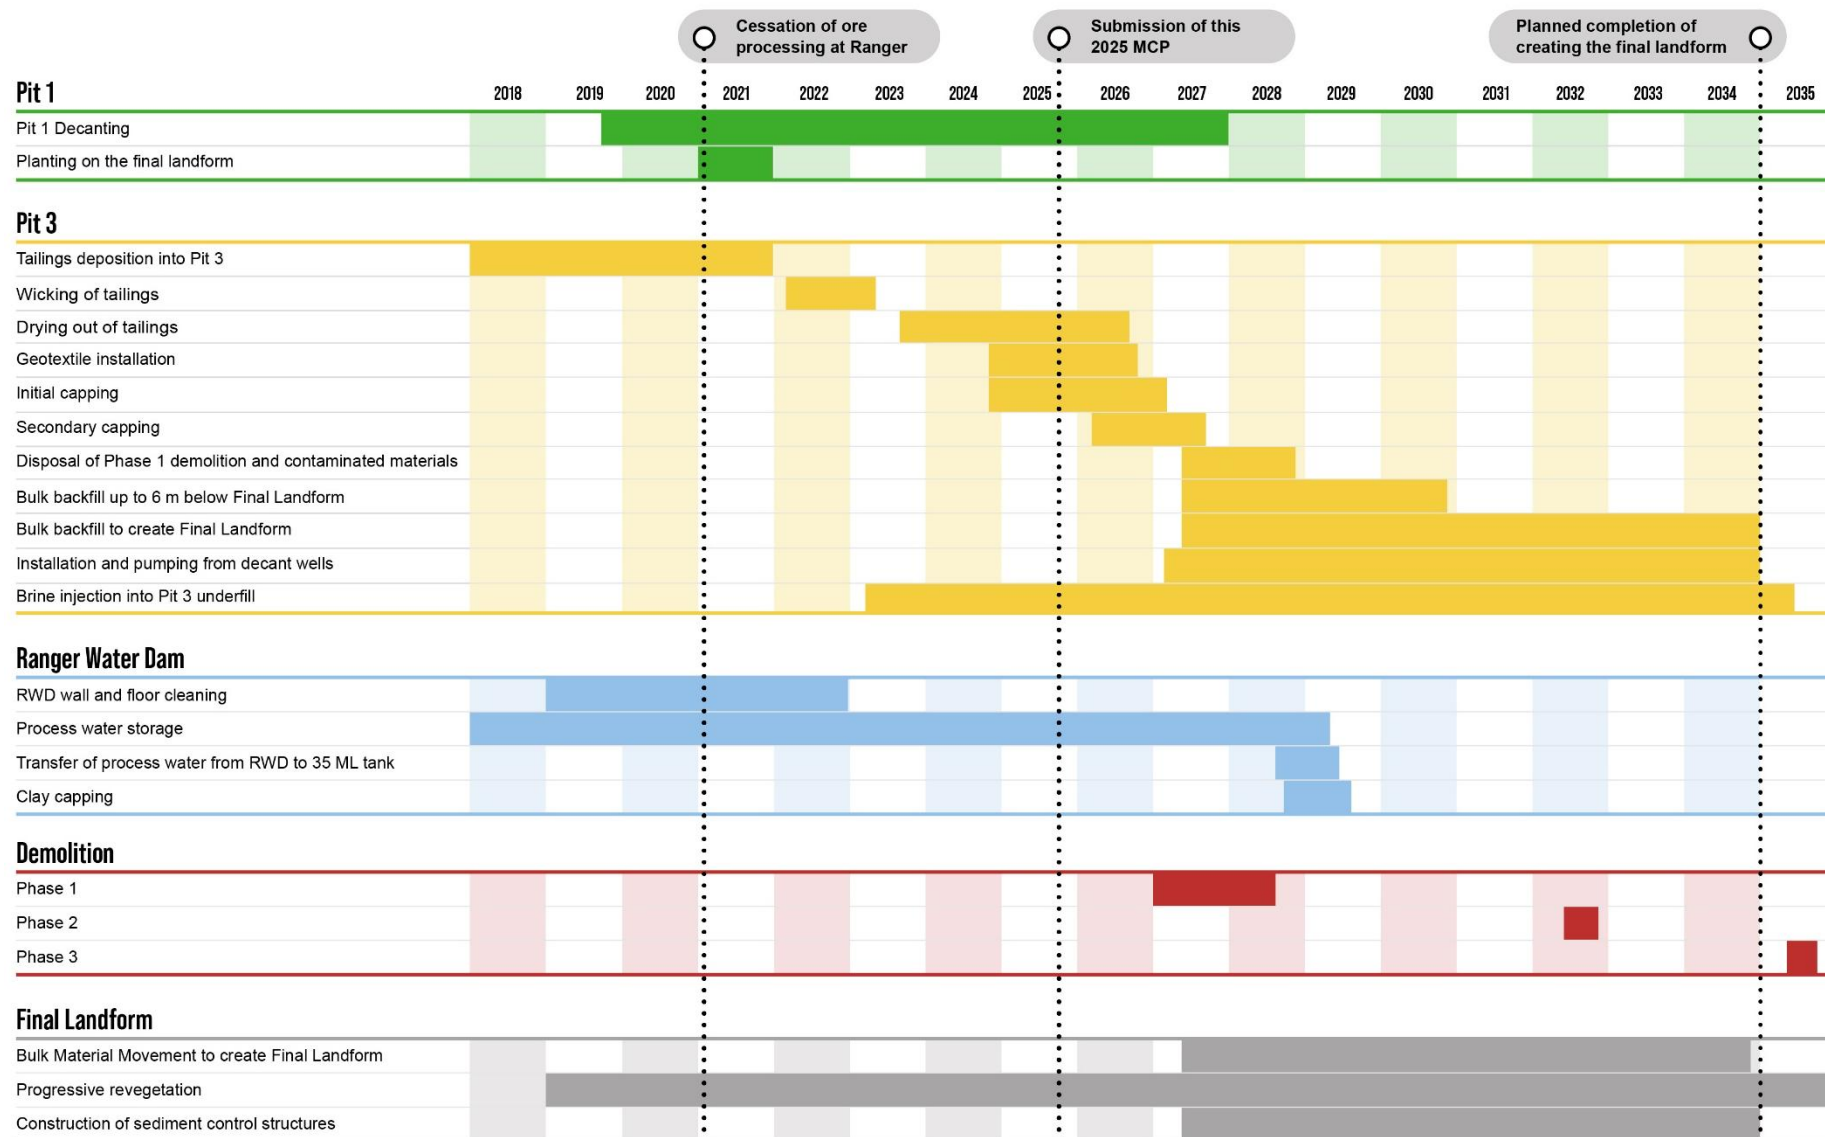 Cessation of ore
processing at Ranger
Submission of this
2025 MCP
Planned completion of
creating the final landform
Pit 1
2018 2019 2020 2021 2022 2023 2024 2025 2026 2027 2028 2029 2030 2031 2032 2033 2034 2035
Pit 1 Decanting
Planting on the final landform
Pit 3
Tailings deposition into Pit 3
Wicking of tailings
Drying out of tailings
Geotextile installation
Initial capping
Secondary capping
Disposal of Phase 1 demolition and contaminated materials
Bulk backfill up to 6 m below Final Landform
Bulk backfill to create Final Landform
Installation and pumping from decant wells
Brine injection into Pit 3 underfill
Ranger Water Dam
RWD wall and floor cleaning
Process water storage
Transfer of process water from RWD to 35 ML tank
Clay capping
Demolition
Phase 1
Phase 2
Phase 3
Final Landform
Bulk Material Movement to create Final Landform
Progressive revegetation
Construction of sediment control structures